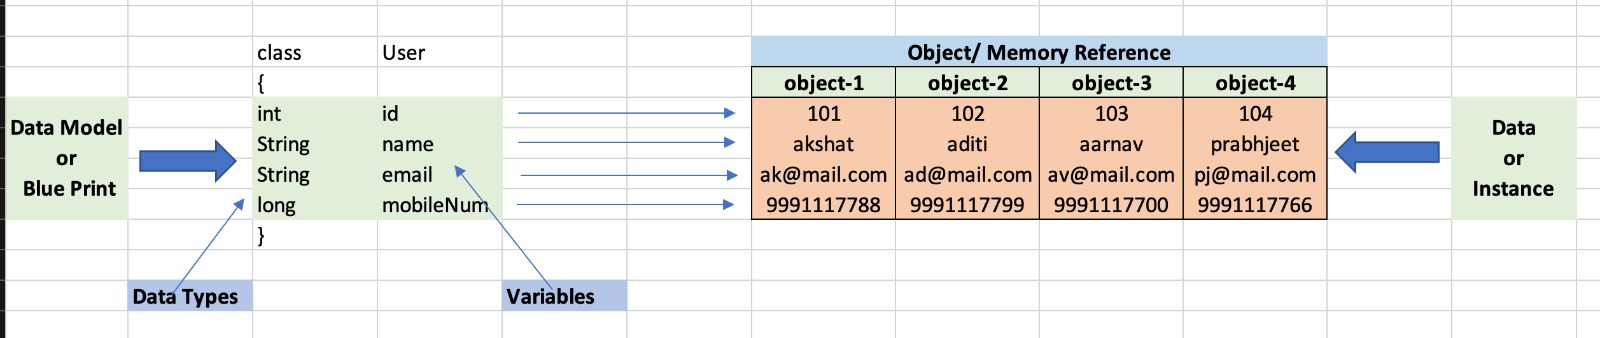 class User
Object/ Memory Reference
{
object-1 object-2 object-3 object-4
Data Model
or
Blue Print
int id
String name
String email
long mobileNum
}
101 102 103 104
akshat aditi aarnav prabhjeet
ak@mail.com ad@mail.com av@mail.com pj@mail.com
9991117788 9991117799 9991117700 9991117766
Data
or
Instance
Data Types
Variables